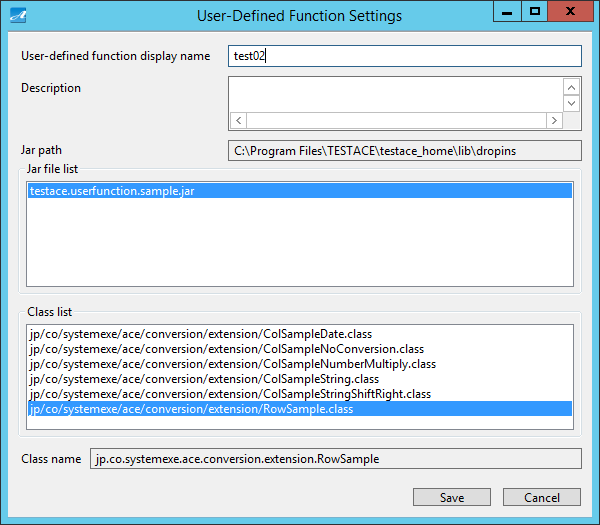 User-Defined Function Settings
User-defined function display name test02
Description
Jar path C:\Program Files\TESTACE\testace_home\lib\dropins
Jar file list
testace.userfunction.sample.jar
Class list
jp/co/systemexe/ace/conversion/extension/ColSampleDate.class
jp/co/systemexe/ace/conversion/extension/ColSampleNoConversion.class
jp/co/systemexe/ace/conversion/extension/ColSampleNumberMultiply.class
jp/co/systemexe/ace/conversion/extension/ColSampleString.class
jp/co/systemexe/ace/conversion/extension/ColSampleStringShiftRight.class
jp/co/systemexe/ace/conversion/extension/RowSample.class
Class name jp.co.systemexe.ace.conversion.extension.RowSample
Save Cancel